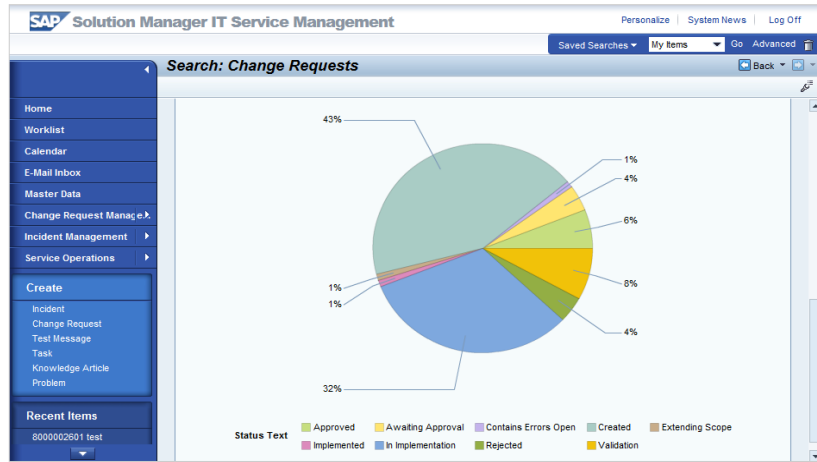 SAP Solution Manager IT Service Management
Personalize System News Log Off
Saved Searches My Items Go Advanced
Search: Change Requests Back
Home
Worklist
Calendar
E-Mail Inbox
Master Data
Change Request Manage..
Incident Management
Service Operations
Create
Incident
Change Request
Test Message
Task
Knowledge Article
Problem
Recent Items
8000002601 test
43%
1%
4%
6%
8%
4%
32%
1%
1%
Status Text
Approved Awaiting Approval Contains Errors Open Created Extending Scope
Implemented In Implementation Rejected Validation